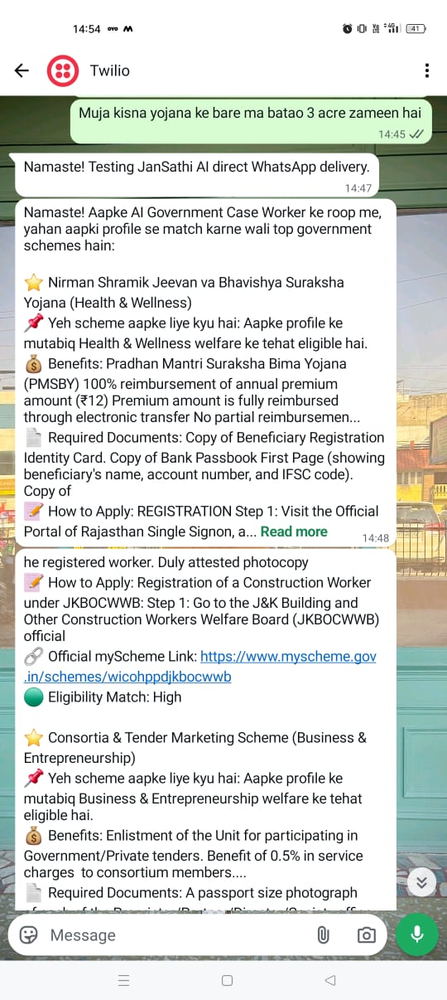 14:54 OYO
4G 41
Twilio
Muja kisna yojana ke bare ma batao 3 acre zameen hai
14:45
Namaste! Testing JanSathi AI direct WhatsApp delivery.
14:47
Namaste! Aapke AI Government Case Worker ke roop me,
yahan aapki profile se match karne wali top government
schemes hain:
⭐ Nirman Shramik Jeevan va Bhavishya Suraksha
Yojana (Health & Wellness)
📌 Yeh scheme aapke liye kyu hai: Aapke profile ke
mutabiq Health & Wellness welfare ke tehat eligible hai.
💰 Benefits: Pradhan Mantri Suraksha Bima Yojana
(PMSBY) 100% reimbursement of annual premium
amount (₹12) Premium amount is fully reimbursed
through electronic transfer No partial reimbursemen...
📄 Required Documents: Copy of Beneficiary Registration
Identity Card. Copy of Bank Passbook First Page (showing
beneficiary's name, account number, and IFSC code).
Copy of
📝 How to Apply: REGISTRATION Step 1: Visit the Official
Portal of Rajasthan Single Signon, a... Read more
14:48
he registered worker. Duly attested photocopy
📝 How to Apply: Registration of a Construction Worker
under JKBOCWWB: Step 1: Go to the J&K Building and
Other Construction Workers Welfare Board (JKBOCWWB)
official
🔗 Official myScheme Link: https://www.myscheme.gov
.in/schemes/wicohppdjkbocwwb
🟢 Eligibility Match: High
⭐ Consortia & Tender Marketing Scheme (Business &
Entrepreneurship)
📌 Yeh scheme aapke liye kyu hai: Aapke profile ke
mutabiq Business & Entrepreneurship welfare ke tehat
eligible hai.
💰 Benefits: Enlistment of the Unit for participating in
Government/Private tenders. Benefit of 0.5% in service
charges  to consortium members....
📄 Required Documents: A passport size photograph
Message